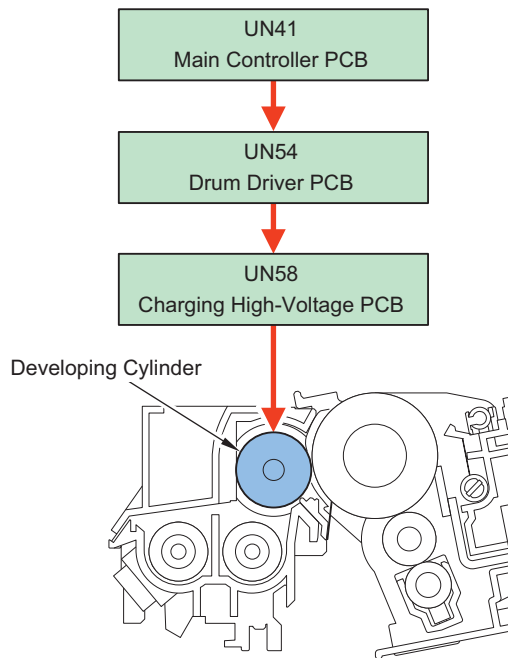 UN41
Main Controller PCB
UN54
Drum Driver PCB
UN58
Charging High-Voltage PCB
Developing Cylinder